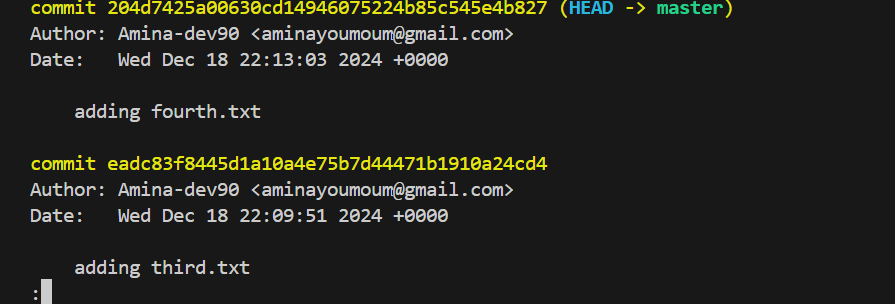 commit 204d7425a00630cd14946075224b85c545e4b827 (HEAD -> master)
Author: Amina-dev90 <aminayoumoum@gmail.com>
Date:   Wed Dec 18 22:13:03 2024 +0000
adding fourth.txt
commit eadc83f8445d1a10a4e75b7d44471b1910a24cd4
Author: Amina-dev90 <aminayoumoum@gmail.com>
Date:   Wed Dec 18 22:09:51 2024 +0000
adding third.txt
: